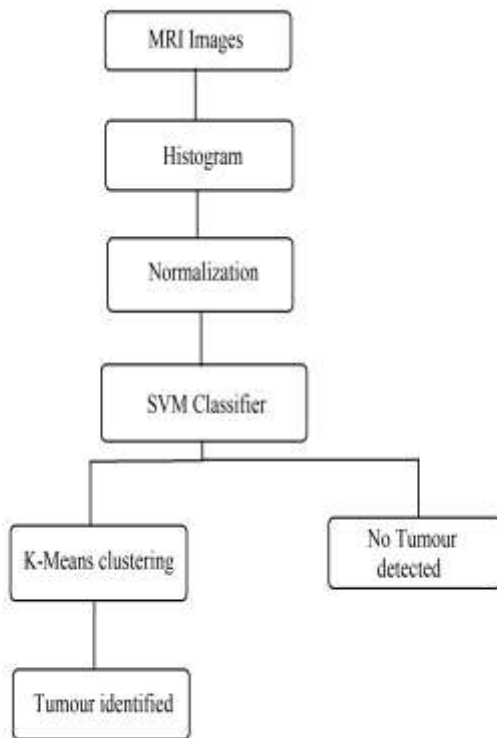 MRI Images
Histogram
Normalization
SVM Classifier
K-Means clustering
No Tumour
detected
Tumour identified